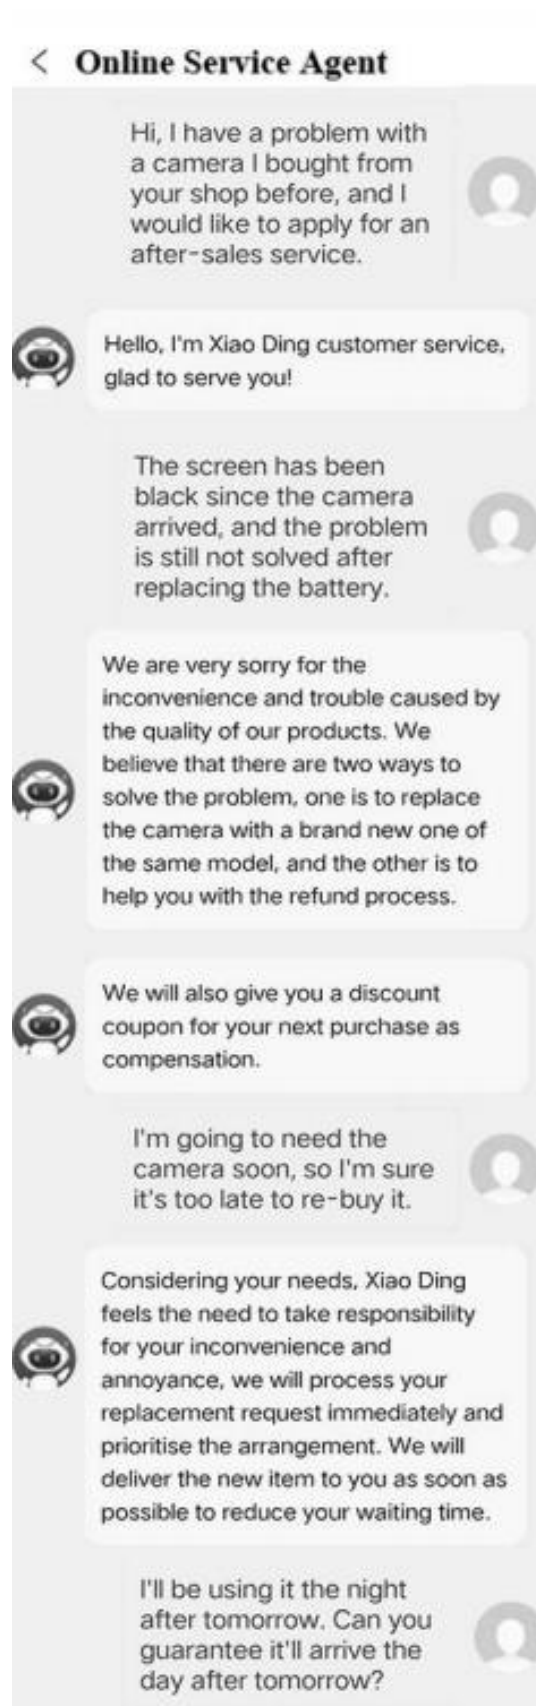 Online Service Agent
Hi, I have a problem with
a camera I bought from
your shop before, and I
would like to apply for an
after-sales service.
Hello, I'm Xiao Ding customer service,
glad to serve you!
The screen has been
black since the camera
arrived, and the problem
is still not solved after
replacing the battery.
We are very sorry for the
inconvenience and trouble caused by
the quality of our products. We
believe that there are two ways to
solve the problem, one is to replace
the camera with a brand new one of
the same model, and the other is to
help you with the refund process.
We will also give you a discount
coupon for your next purchase as
compensation.
I'm going to need the
camera soon, so I'm sure
it's too late to re-buy it.
Considering your needs, Xiao Ding
feels the need to take responsibility
for your inconvenience and
annoyance, we will process your
replacement request immediately and
prioritise the arrangement. We will
deliver the new item to you as soon as
possible to reduce your waiting time.
I'll be using it the night
after tomorrow. Can you
guarantee it'll arrive the
day after tomorrow?